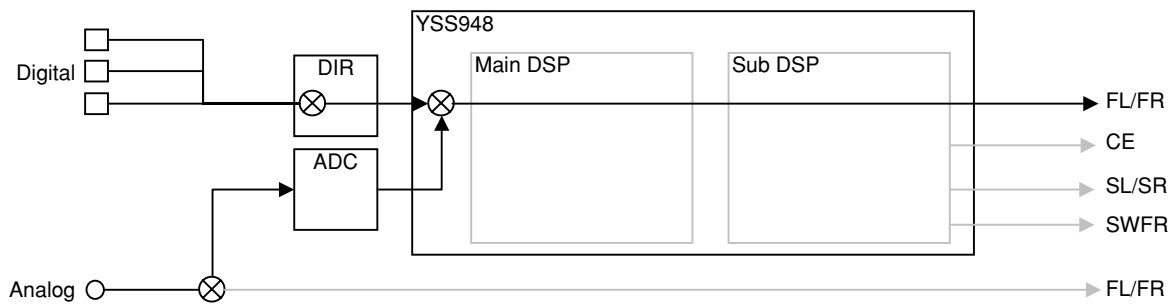 YSS948
Digital
DIR
Main DSP
Sub DSP
FL/FR
CE
ADC
SL/SR
SWFR
Analog
FL/FR